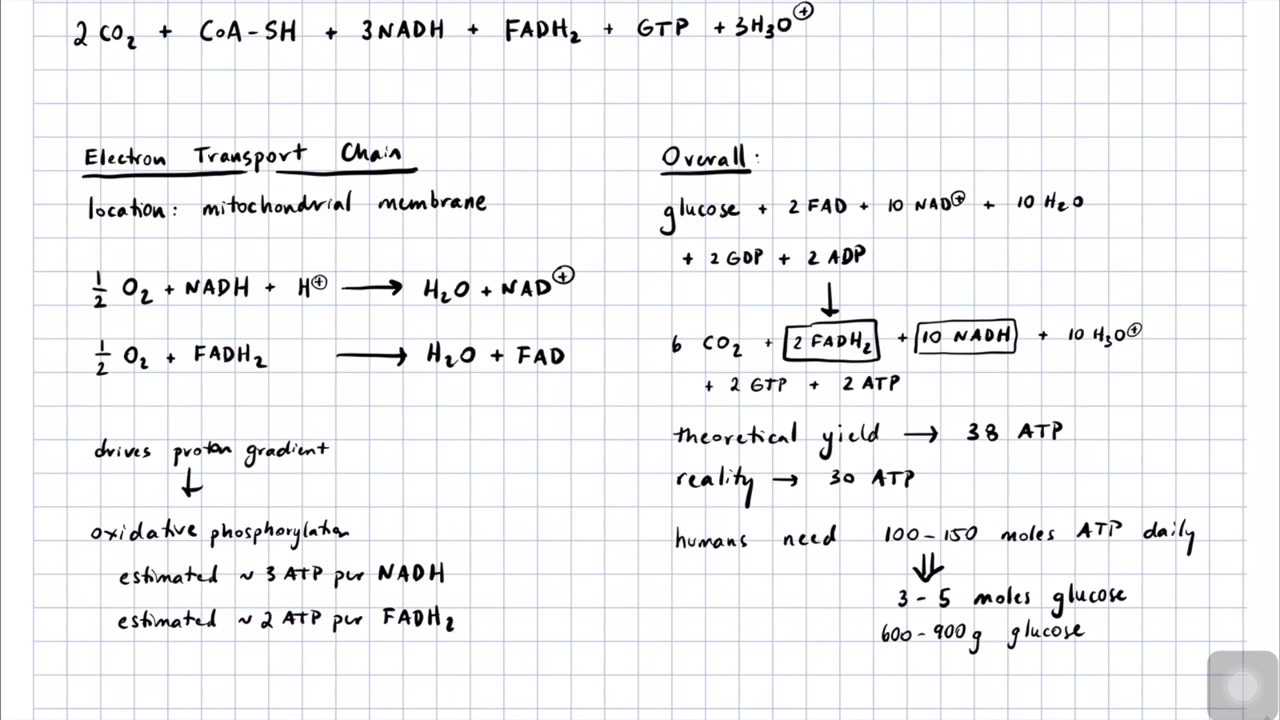 2 CO₂ + CoA-SH + 3NADH + FADH₂ + GTP + 3H₃O⊕
Electron Transport Chain
location: mitochondrial membrane
½ O₂ + NADH + H⊕ ⟶ H₂O + NAD⊕
½ O₂ + FADH₂ ⟶ H₂O + FAD
drives proton gradient
↓
oxidative phosphorylation
estimated ~ 3 ATP per NADH
estimated ~ 2 ATP per FADH₂
Overall:
glucose + 2 FAD + 10 NAD⊕ + 10 H₂O
+ 2 GDP + 2 ADP
↓
6 CO₂ + 2 FADH₂ + 10 NADH + 10 H₃O⊕
+ 2 GTP + 2 ATP
theoretical yield → 38 ATP
reality → 30 ATP
humans need 100-150 moles ATP daily
⇓
3-5 moles glucose
600-900g glucose